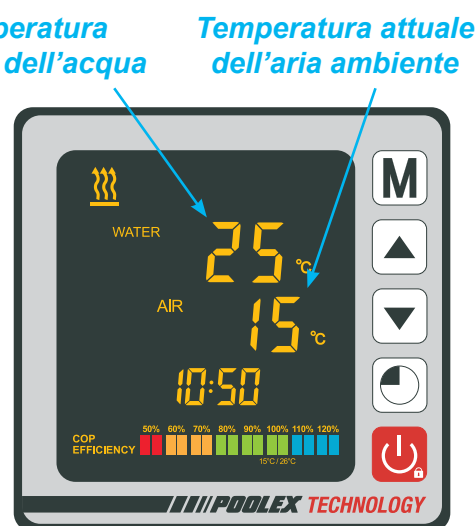 Temperatura attuale
dell'acqua
dell'aria ambiente
M
WATER
25 °C
AIR
15 °C
10:50
50% 60% 70% 80% 90% 100% 110% 120%
COP
EFFICIENCY
15°C / 26°C
POOLEX TECHNOLOGY